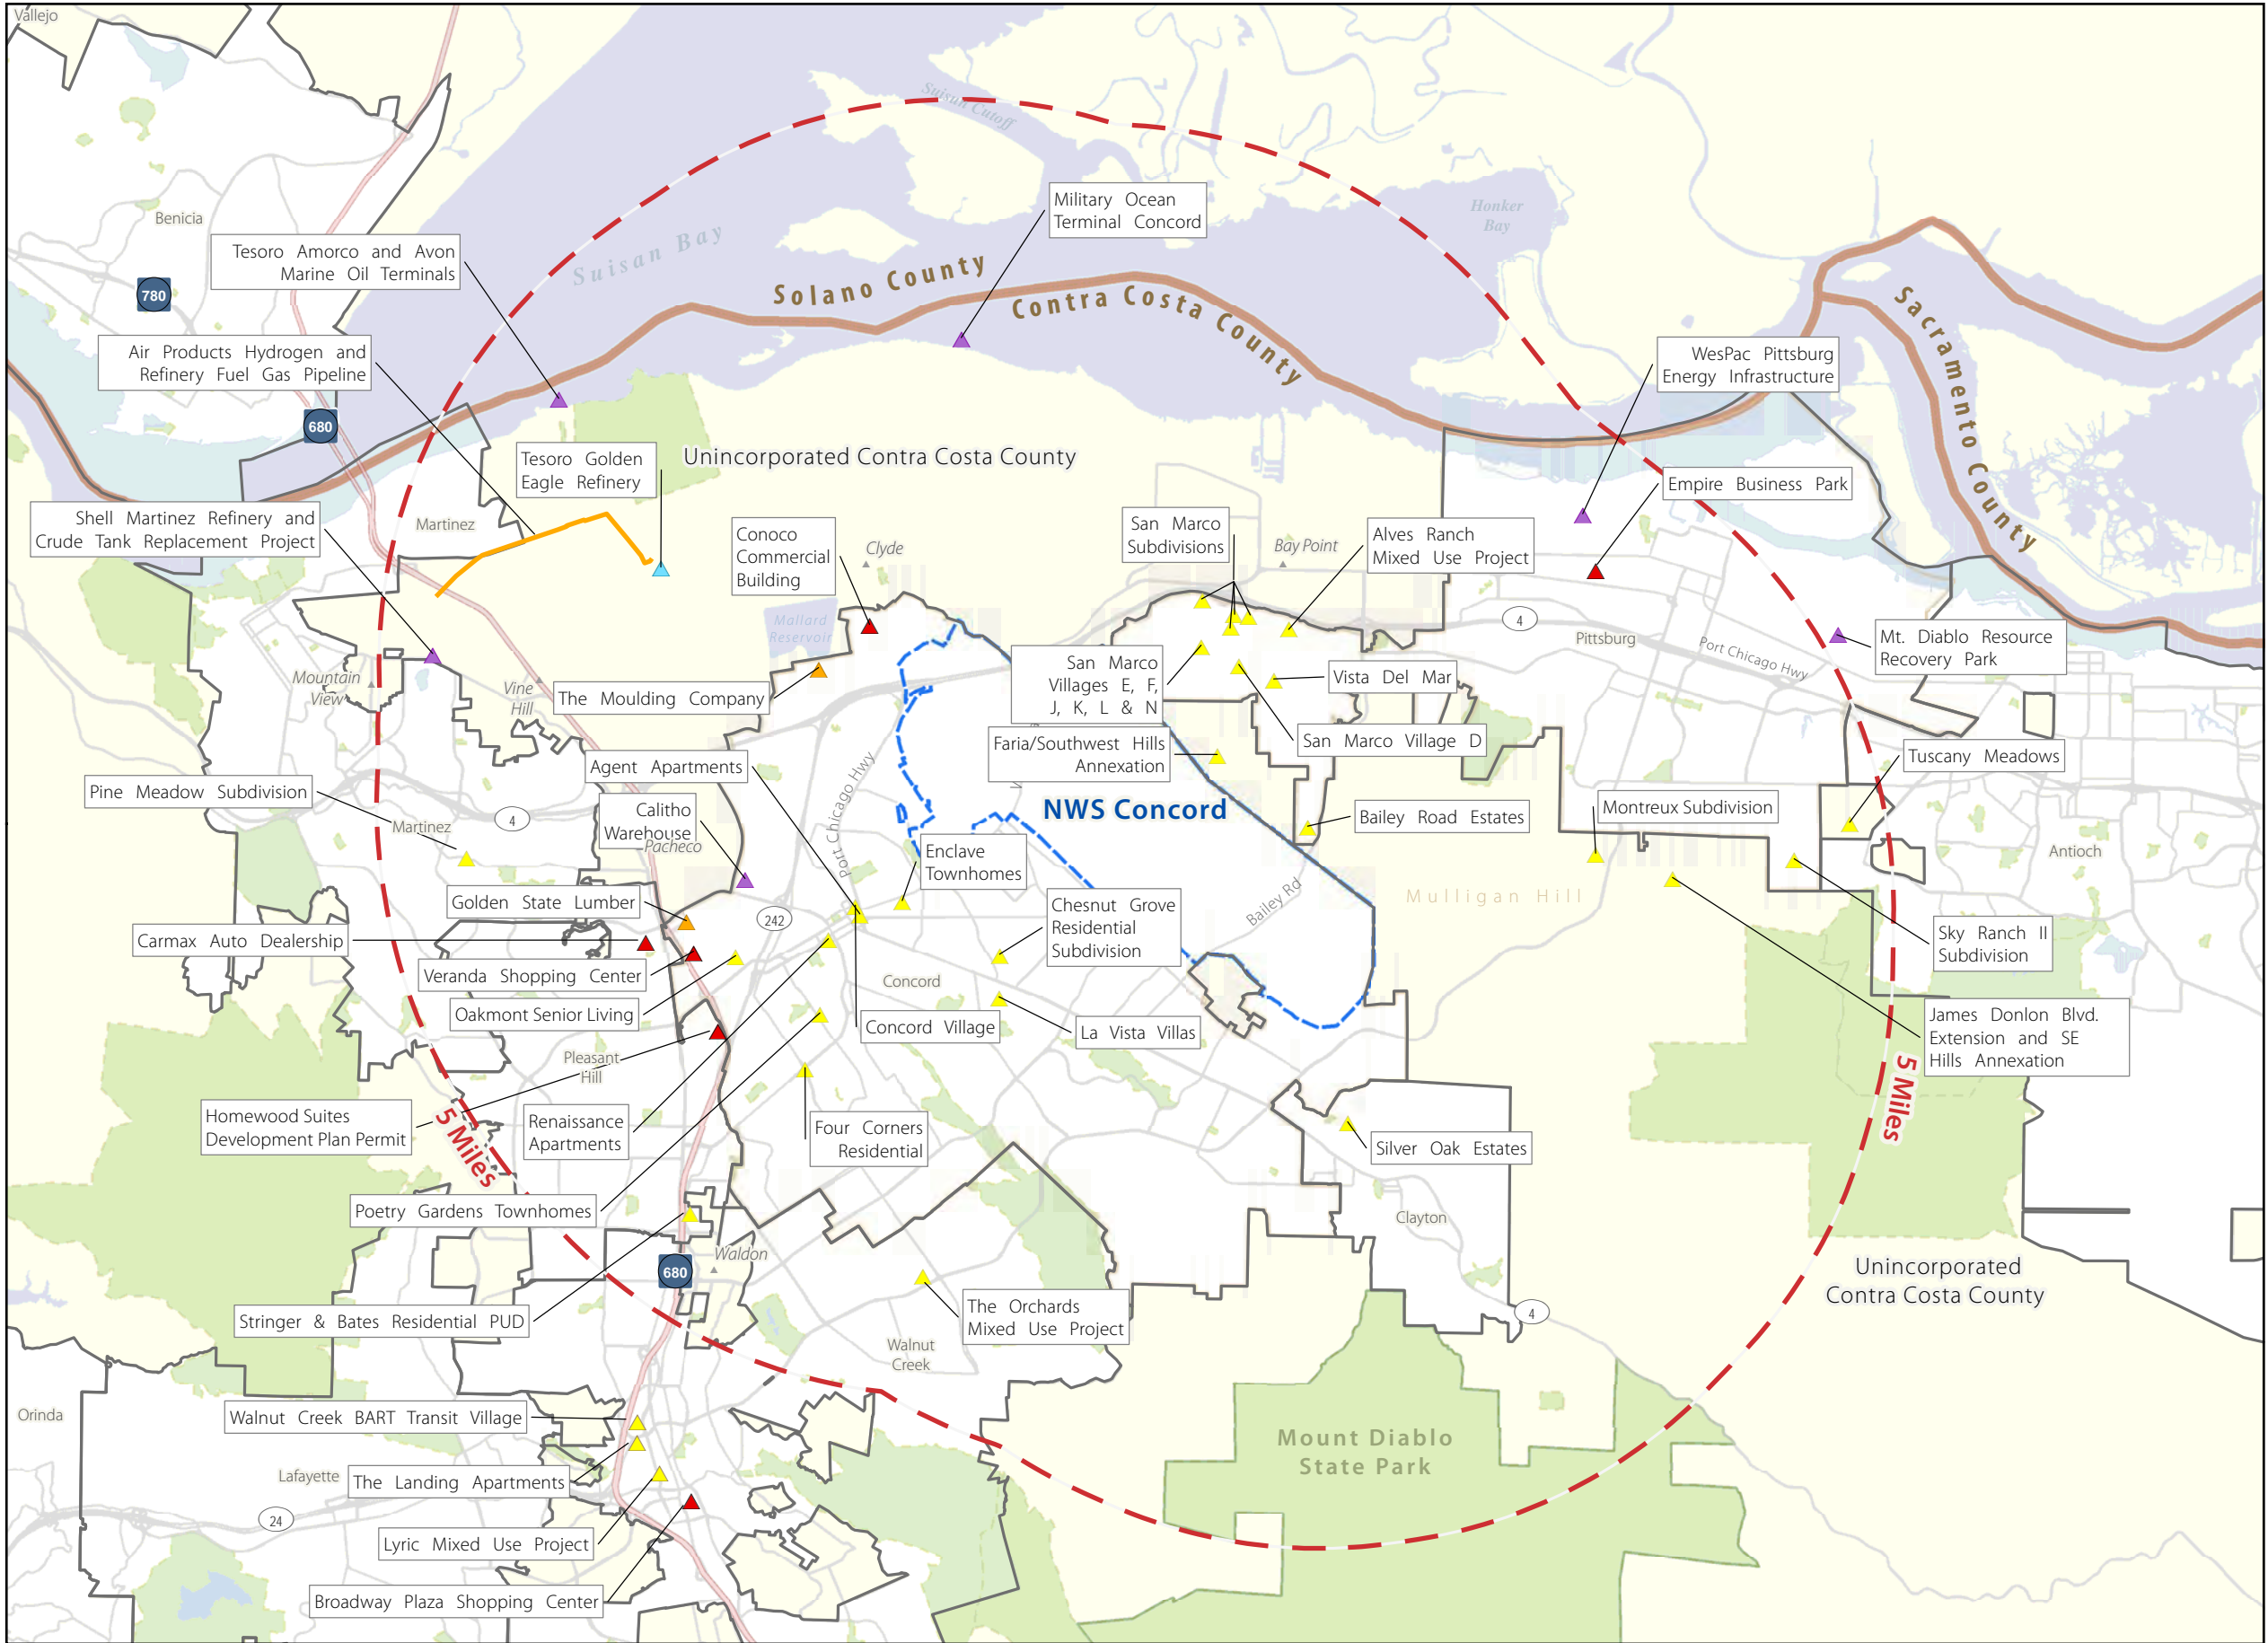 Vallejo
Suisun Cutoff
Military Ocean
Terminal Concord
Honker
Bay
Benicia
Tesoro Amorco and Avon
Marine Oil Terminals
Suisan Bay
Solano County
Contra Costa County
Sacramento County
780
Air Products Hydrogen and
Refinery Fuel Gas Pipeline
WesPac Pittsburg
Energy Infrastructure
680
Tesoro Golden
Eagle Refinery
Unincorporated Contra Costa County
Empire Business Park
Shell Martinez Refinery and
Crude Tank Replacement Project
Martinez
Conoco
Commercial
Building
Clyde
San Marco
Subdivisions
Bay Point
Alves Ranch
Mixed Use Project
Mallard
Reservoir
4
Pittsburg
Port Chicago Hwy
Mt. Diablo Resource
Recovery Park
Mountain
View
Vine
Hill
The Moulding Company
San Marco
Villages E, F,
J, K, L & N
Vista Del Mar
San Marco Village D
Faria/Southwest Hills
Annexation
Tuscany Meadows
Agent Apartments
Port Chicago Hwy
Pine Meadow Subdivision
Martinez
4
Calitho
Warehouse
Pacheco
NWS Concord
Bailey Road Estates
Montreux Subdivision
Enclave
Townhomes
Antioch
Mulligan Hill
Bailey Rd
Golden State Lumber
242
Chesnut Grove
Residential
Subdivision
Carmax Auto Dealership
Sky Ranch II
Subdivision
Veranda Shopping Center
Concord
Oakmont Senior Living
Concord Village
La Vista Villas
James Donlon Blvd.
Extension and SE
Hills Annexation
Pleasant
Hill
5 Miles
5 Miles
Homewood Suites
Development Plan Permit
Renaissance
Apartments
Four Corners
Residential
Silver Oak Estates
Poetry Gardens Townhomes
Clayton
Waldon
680
Unincorporated
Contra Costa County
Stringer & Bates Residential PUD
The Orchards
Mixed Use Project
4
Walnut
Creek
Orinda
Walnut Creek BART Transit Village
Mount Diablo
State Park
Lafayette
The Landing Apartments
24
Lyric Mixed Use Project
Broadway Plaza Shopping Center